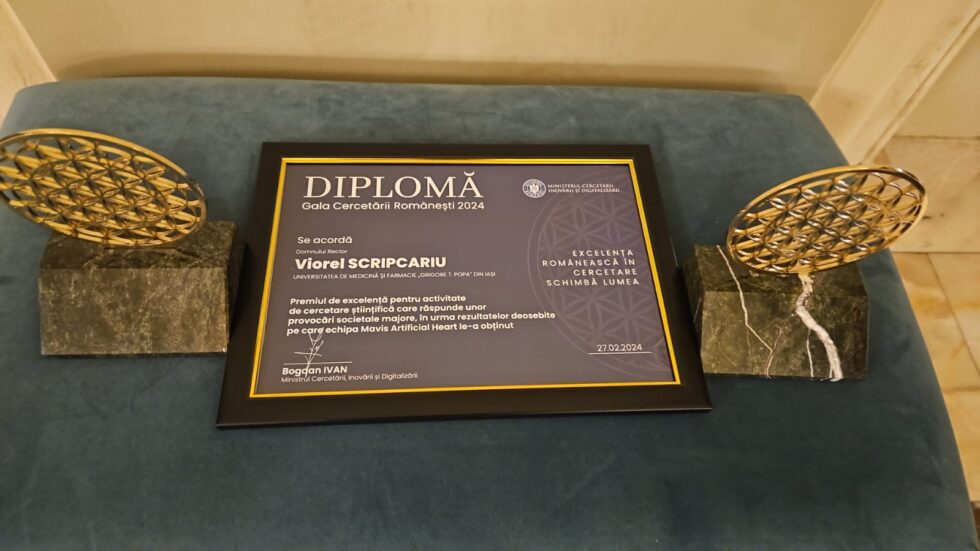 DIPLOMĂ
Gala Cercetării Românești 2024
MINISTERUL CERCETĂRII,
INOVĂRII ȘI DIGITALIZĂRII
Se acordă
Domnului Rector
Viorel SCRIPCARIU
UNIVERSITATEA DE MEDICINĂ ȘI FARMACIE „GRIGORE T. POPA” DIN IAȘI
EXCELENȚA
ROMÂNEASCĂ ÎN
CERCETARE
SCHIMBĂ LUMEA
Premiul de excelență pentru activitate
de cercetare științifică care răspunde unor
provocări societale majore, în urma rezultatelor deosebite
pe care echipa Mavis Artificial Heart le-a obținut
27.02.2024
Bogdan IVAN
Ministrul Cercetării, Inovării și Digitalizării